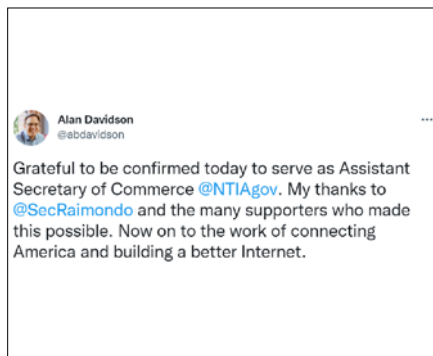 Alan Davidson
@abdavidson
Grateful to be confirmed today to serve as Assistant
Secretary of Commerce @NTIAgov. My thanks to
@SecRaimondo and the many supporters who made
this possible. Now on to the work of connecting
America and building a better Internet.